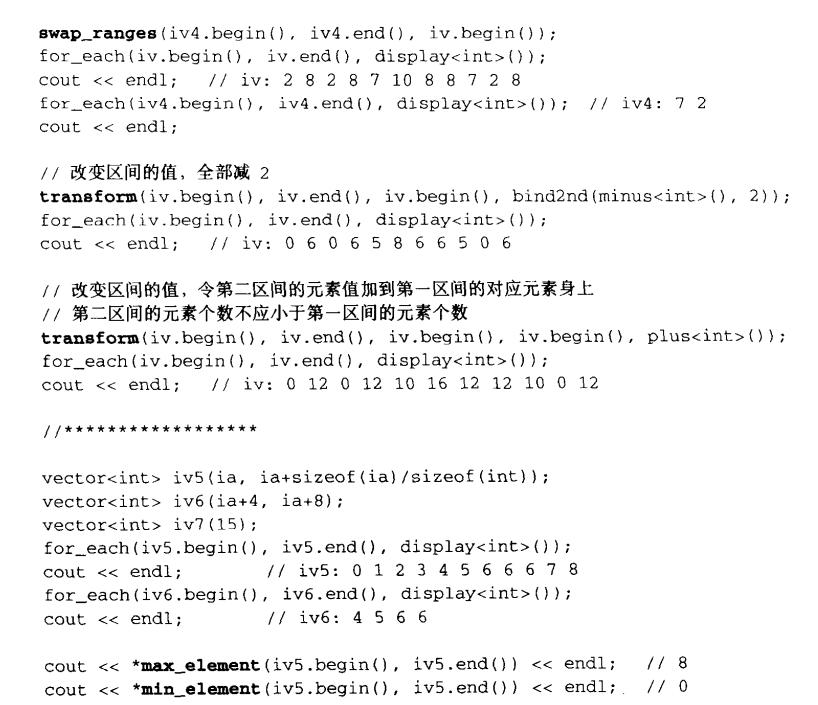 swap_ranges(iv4.begin(), iv4.end(), iv.begin());
for_each(iv.begin(), iv.end(), display<int>());
cout << endl;   // iv: 2 8 2 8 7 10 8 8 7 2 8
for_each(iv4.begin(), iv4.end(), display<int>()); // iv4: 7 2
cout << endl;
// 改变区间的值，全部减 2
transform(iv.begin(), iv.end(), iv.begin(), bind2nd(minus<int>(), 2));
for_each(iv.begin(), iv.end(), display<int>());
cout << endl;   // iv: 0 6 0 6 5 8 6 6 5 0 6
// 改变区间的值，令第二区间的元素值加到第一区间的对应元素身上
// 第二区间的元素个数不应小于第一区间的元素个数
transform(iv.begin(), iv.end(), iv.begin(), iv.begin(), plus<int>());
for_each(iv.begin(), iv.end(), display<int>());
cout << endl;   // iv: 0 12 0 12 10 16 12 12 10 0 12
//******************
vector<int> iv5(ia, ia+sizeof(ia)/sizeof(int));
vector<int> iv6(ia+4, ia+8);
vector<int> iv7(15);
for_each(iv5.begin(), iv5.end(), display<int>());
cout << endl;        // iv5: 0 1 2 3 4 5 6 6 6 7 8
for_each(iv6.begin(), iv6.end(), display<int>());
cout << endl;        // iv6: 4 5 6 6
cout << *max_element(iv5.begin(), iv5.end()) << endl;   // 8
cout << *min_element(iv5.begin(), iv5.end()) << endl;   // 0